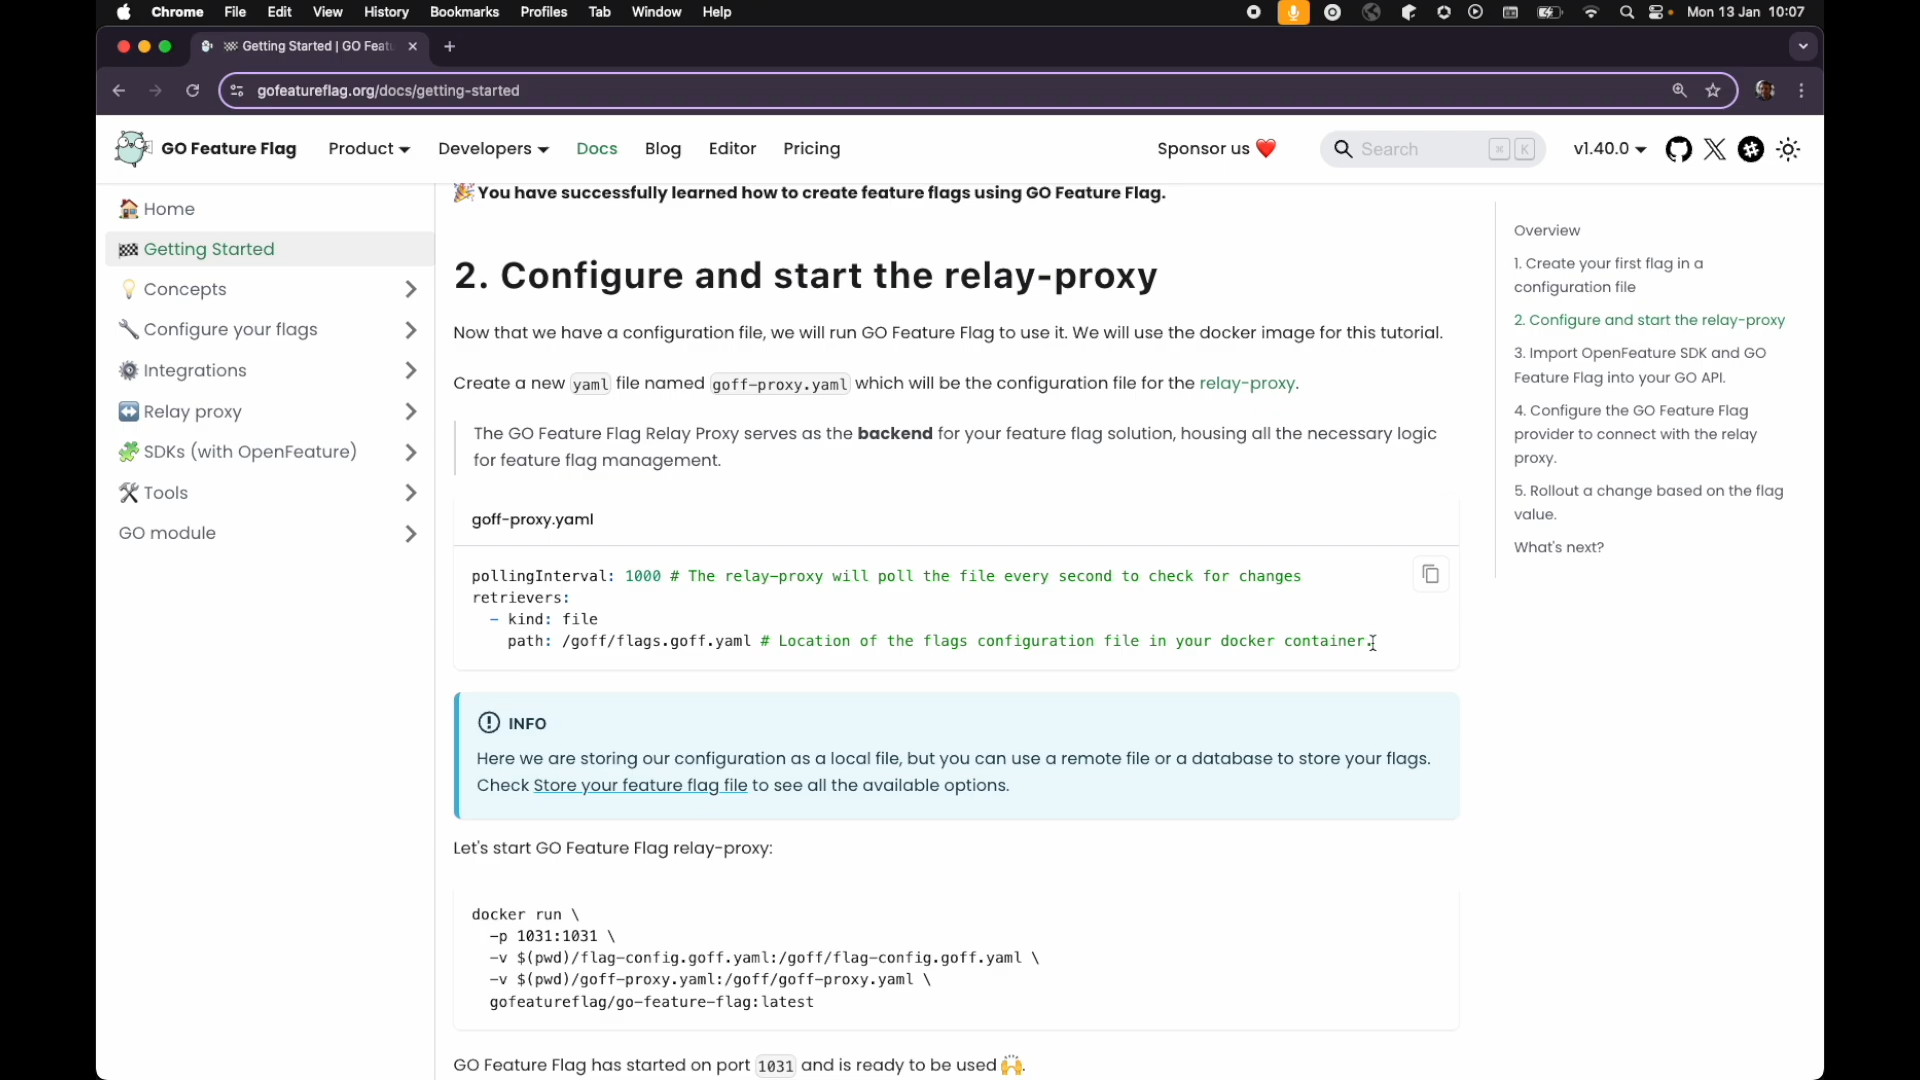 Chrome File Edit View History Bookmarks Profiles Tab Window Help Mon 13 Jan 10:07
Getting Started | GO Featu
gofeatureflag.org/docs/getting-started
GO Feature Flag Product Developers Docs Blog Editor Pricing Sponsor us Search ⌘ K v1.40.0
Home
Getting Started
Concepts
Configure your flags
Integrations
Relay proxy
SDKs (with OpenFeature)
Tools
GO module
You have successfully learned how to create feature flags using GO Feature Flag.
2. Configure and start the relay-proxy
Now that we have a configuration file, we will run GO Feature Flag to use it. We will use the docker image for this tutorial.
Create a new yaml file named goff-proxy.yaml which will be the configuration file for the relay-proxy.
The GO Feature Flag Relay Proxy serves as the backend for your feature flag solution, housing all the necessary logic
for feature flag management.
goff-proxy.yaml
pollingInterval: 1000 # The relay-proxy will poll the file every second to check for changes
retrievers:
- kind: file
path: /goff/flags.goff.yaml # Location of the flags configuration file in your docker container.
INFO
Here we are storing our configuration as a local file, but you can use a remote file or a database to store your flags.
Check Store your feature flag file to see all the available options.
Let's start GO Feature Flag relay-proxy:
docker run \
-p 1031:1031 \
-v $(pwd)/flag-config.goff.yaml:/goff/flag-config.goff.yaml \
-v $(pwd)/goff-proxy.yaml:/goff/goff-proxy.yaml \
gofeatureflag/go-feature-flag:latest
GO Feature Flag has started on port 1031 and is ready to be used 🙌.
Overview
1. Create your first flag in a
configuration file
2. Configure and start the relay-proxy
3. Import OpenFeature SDK and GO
Feature Flag into your GO API.
4. Configure the GO Feature Flag
provider to connect with the relay
proxy.
5. Rollout a change based on the flag
value.
What's next?